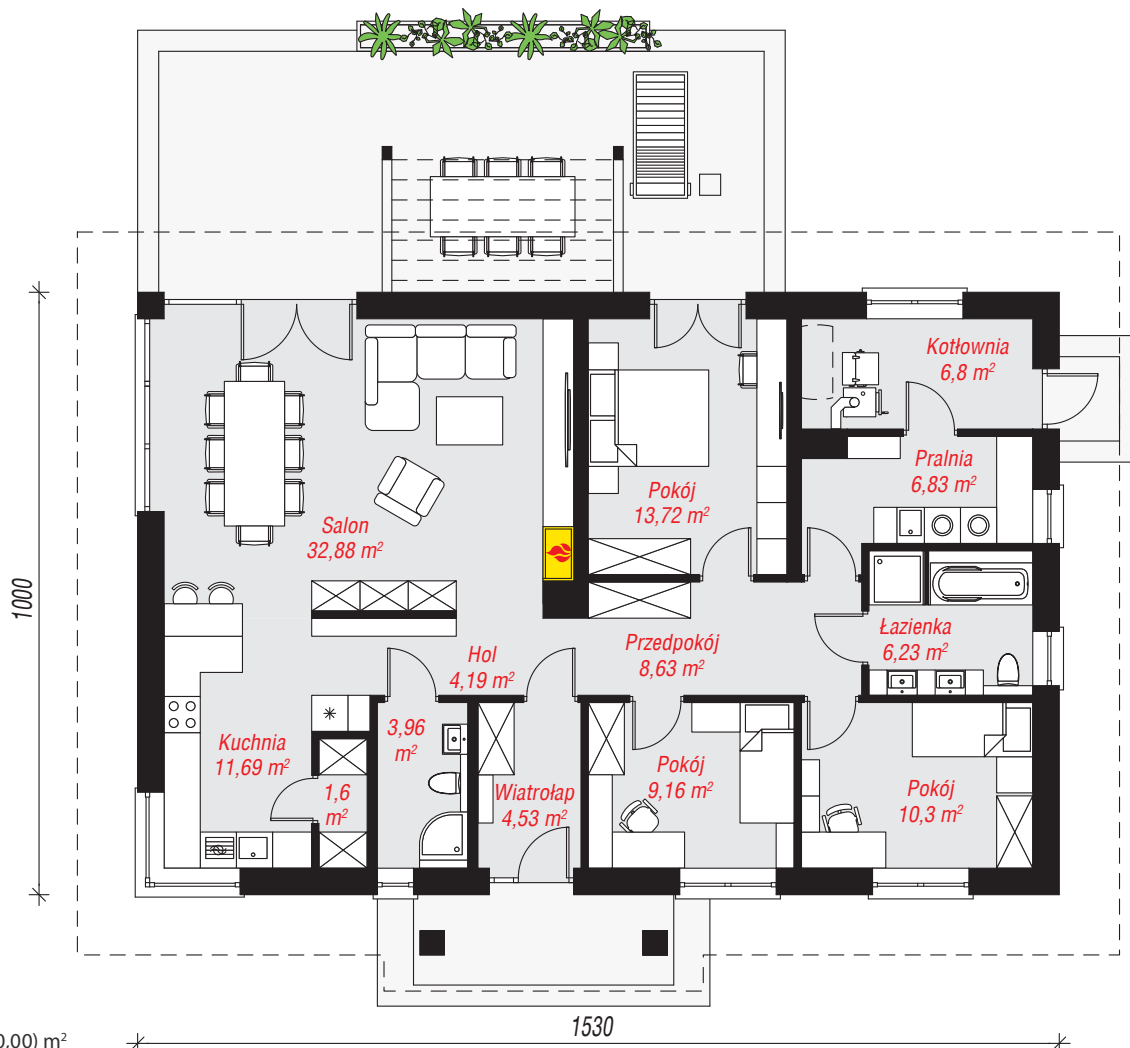 Kotłownia
6,8 m²
Pralnia
6,83 m²
Pokój
13,72 m²
Salon
32,88 m²
1000
Łazienka
6,23 m²
Przedpokój
8,63 m²
Hol
4,19 m²
3,96
m²
Kuchnia
11,69 m²
1,6
m²
Wiatrołap
4,53 m²
Pokój
9,16 m²
Pokój
10,3 m²
1530
0,00) m²